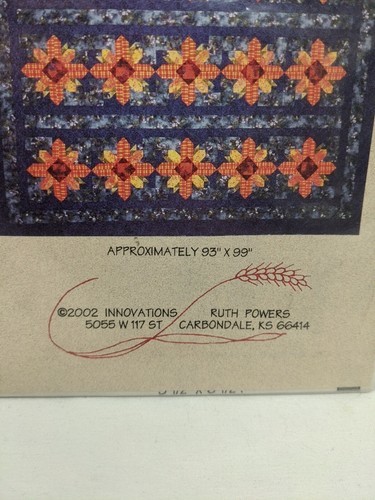 APPROXIMATELY 93" X 99"
©2002 INNOVATIONS RUTH POWERS
5055 W 117 ST CARBONDALE, KS 66414